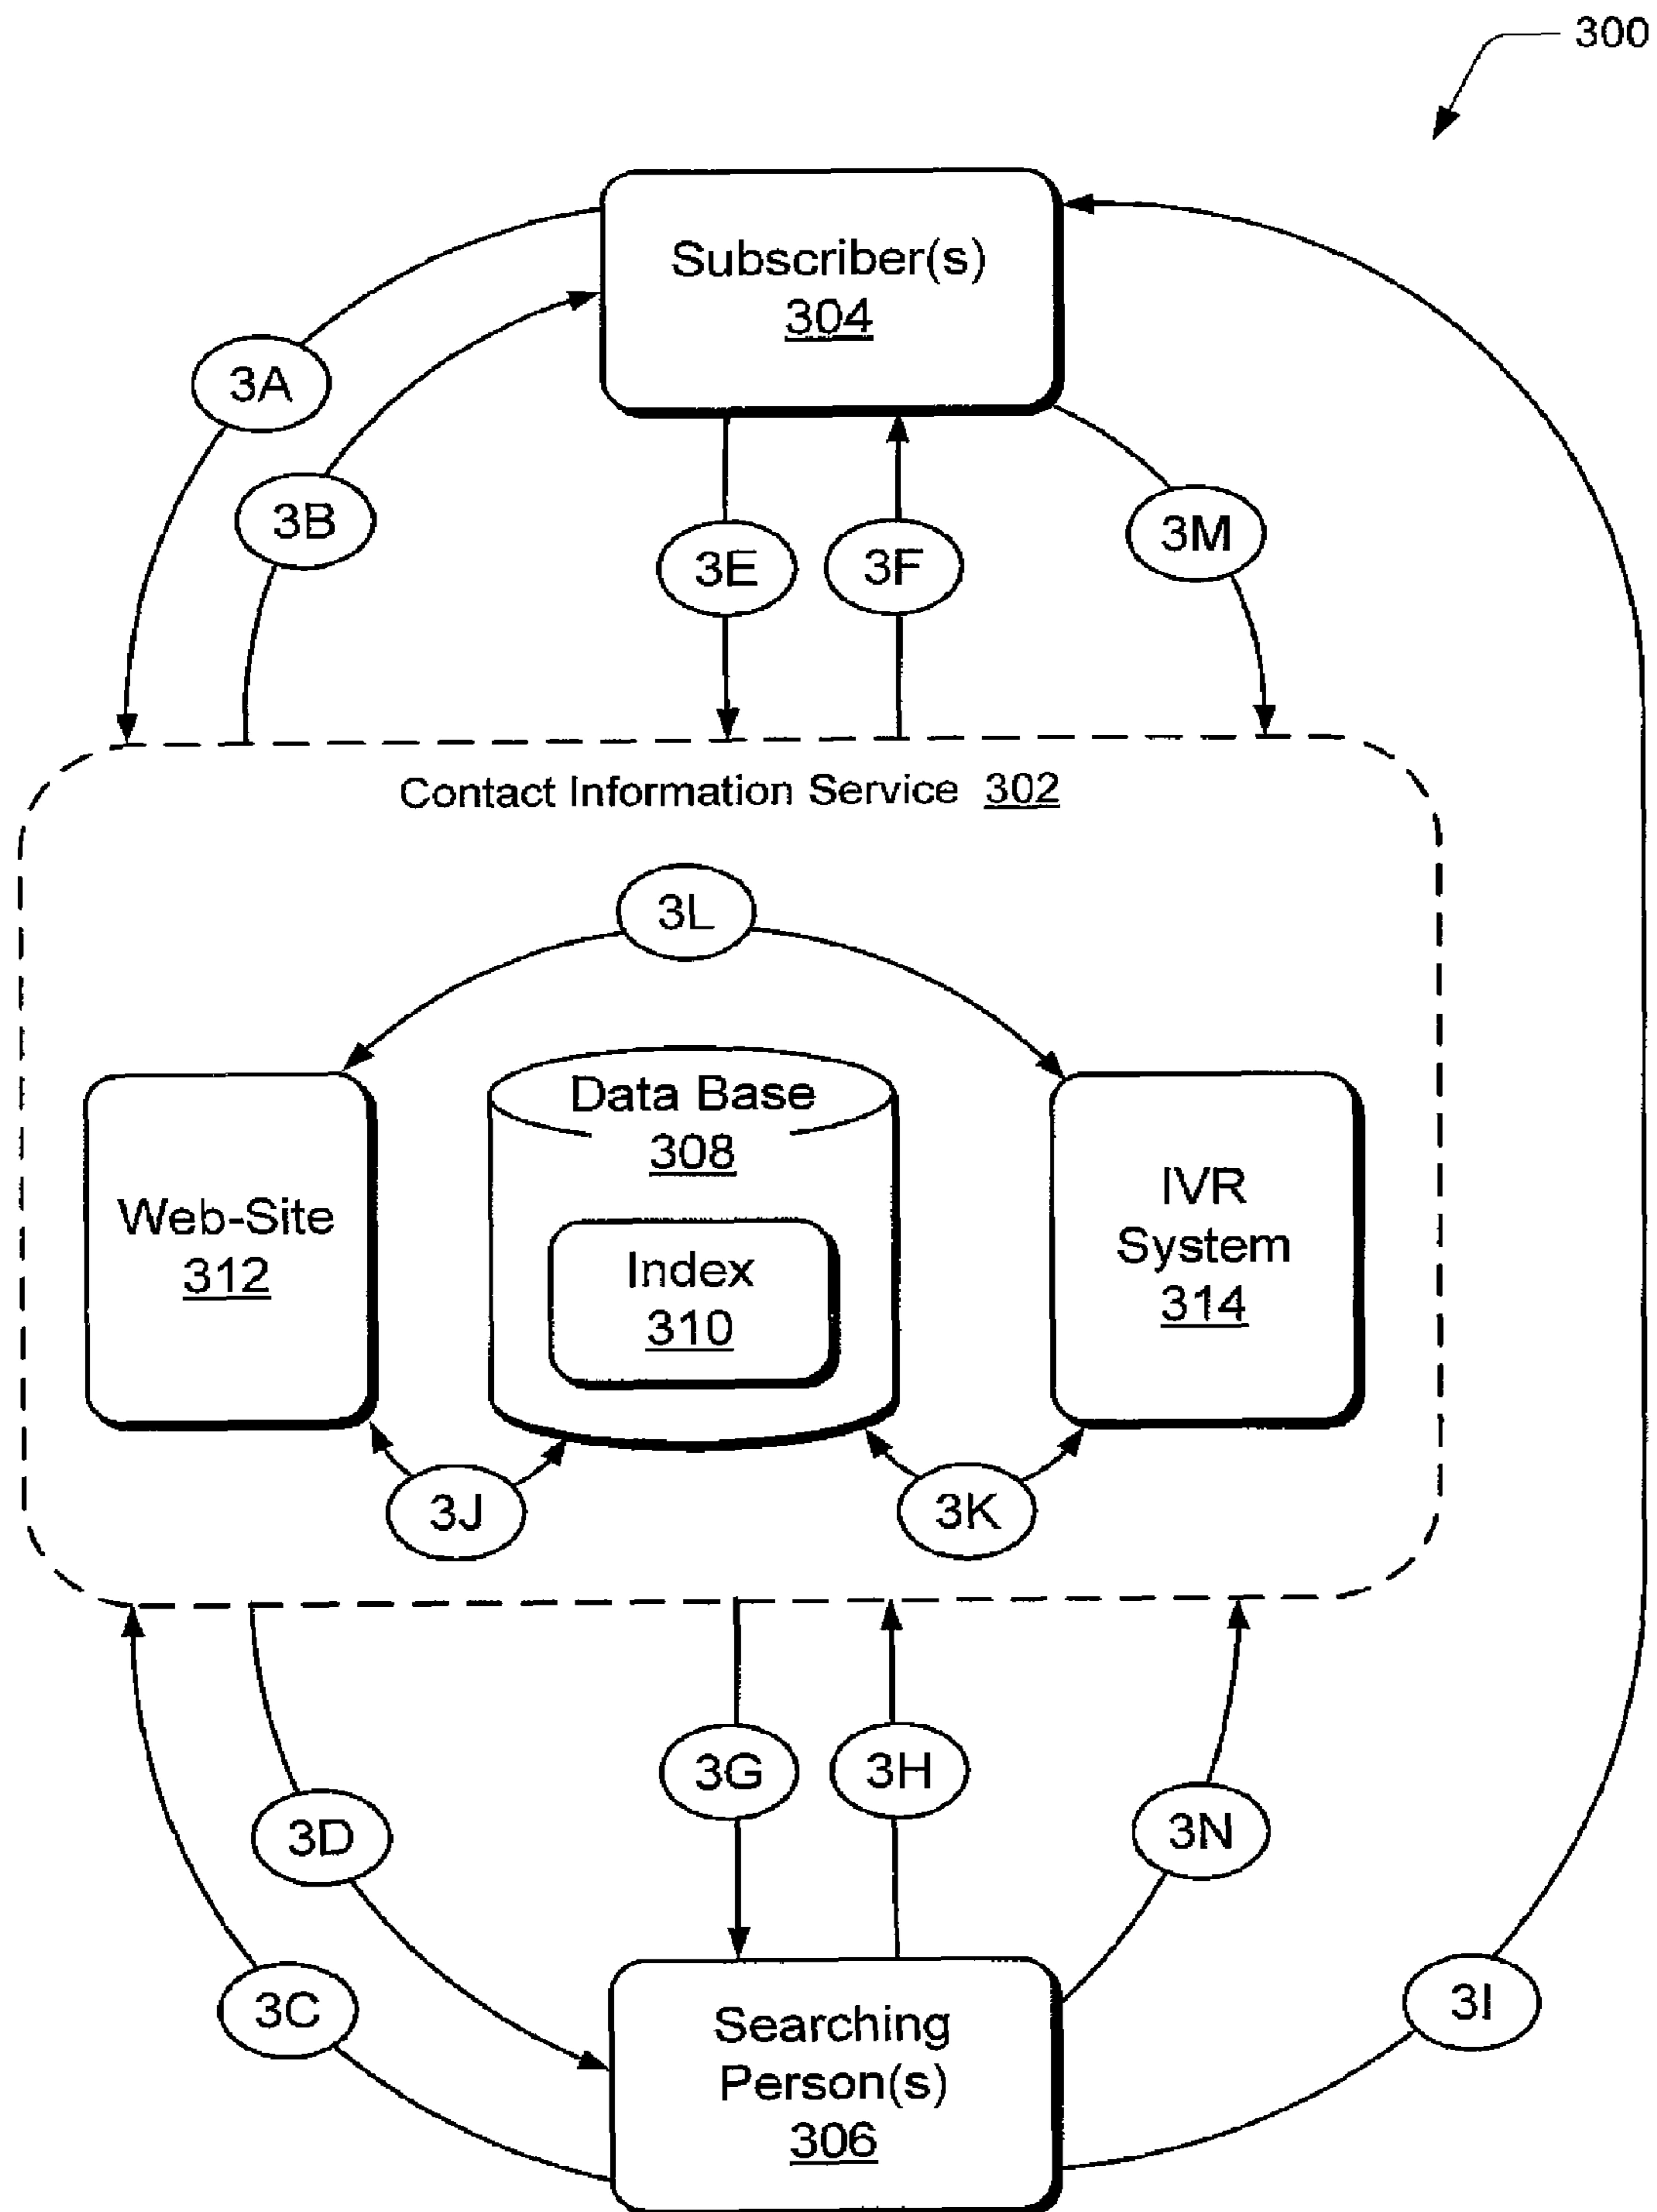 300
Subscriber(s)
304
3A
3B
3E
3F
3M
Contact Information Service 302
3L
Data Base
308
Web-Site
312
Index
310
IVR
System
314
3J
3K
3G
3H
3D
3N
3C
3I
Searching
Person(s)
306